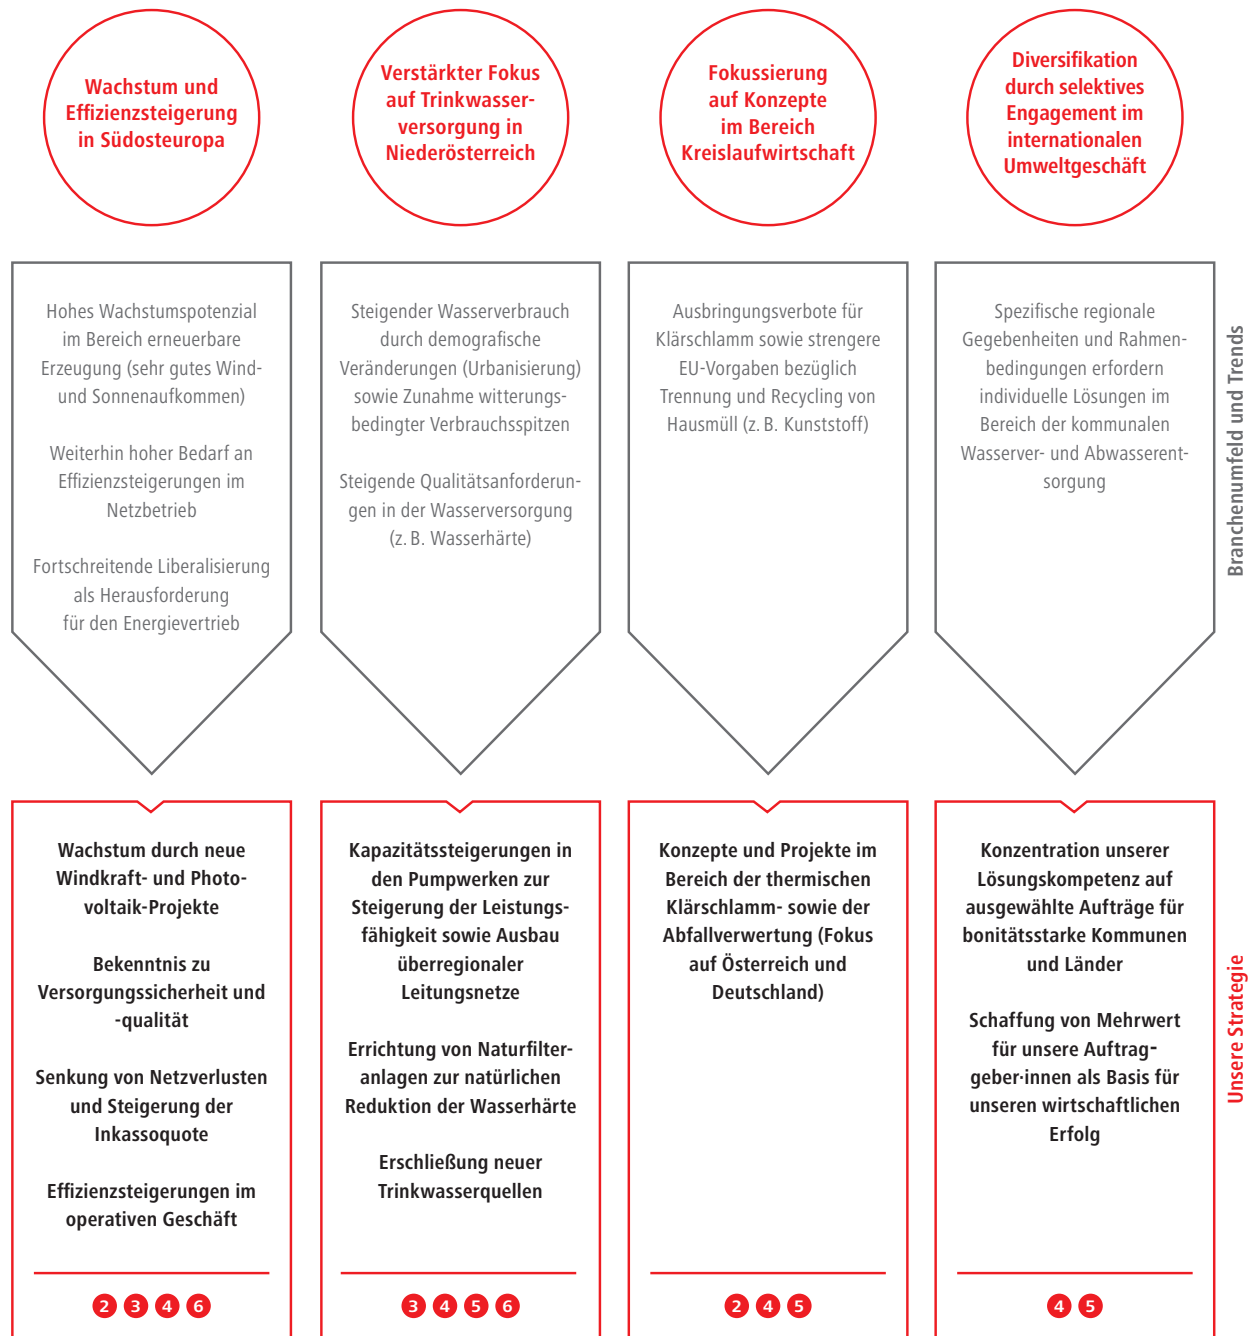 Wachstum und
Effizienzsteigerung
in Südosteuropa
Verstärkter Fokus
auf Trinkwasser-
versorgung in
Niederösterreich
Fokussierung
auf Konzepte
im Bereich
Kreislaufwirtschaft
Diversifikation
durch selektives
Engagement im
internationalen
Umweltgeschäft
Hohes Wachstumspotenzial
im Bereich erneuerbare
Erzeugung (sehr gutes Wind-
und Sonnenaufkommen)
Weiterhin hoher Bedarf an
Effizienzsteigerungen im
Netzbetrieb
Fortschreitende Liberalisierung
als Herausforderung
für den Energievertrieb
Steigender Wasserverbrauch
durch demografische
Veränderungen (Urbanisierung)
sowie Zunahme witterungs-
bedingter Verbrauchsspitzen
Steigende Qualitätsanforderun-
gen in der Wasserversorgung
(z. B. Wasserhärte)
Ausbringungsverbote für
Klärschlamm sowie strengere
EU-Vorgaben bezüglich
Trennung und Recycling von
Hausmüll (z. B. Kunststoff)
Spezifische regionale
Gegebenheiten und Rahmen-
bedingungen erfordern
individuelle Lösungen im
Bereich der kommunalen
Wasserver- und Abwasserent-
sorgung
Branchenumfeld und Trends
Wachstum durch neue
Windkraft- und Photo-
voltaik-Projekte
Bekenntnis zu
Versorgungssicherheit und
-qualität
Senkung von Netzverlusten
und Steigerung der
Inkassoquote
Effizienzsteigerungen im
operativen Geschäft
2 3 4 6
Kapazitätssteigerungen in
den Pumpwerken zur
Steigerung der Leistungs-
fähigkeit sowie Ausbau
überregionaler
Leitungsnetze
Errichtung von Naturfilter-
anlagen zur natürlichen
Reduktion der Wasserhärte
Erschließung neuer
Trinkwasserquellen
3 4 5 6
Konzepte und Projekte im
Bereich der thermischen
Klärschlamm- sowie der
Abfallverwertung (Fokus
auf Österreich und
Deutschland)
2 4 5
Konzentration unserer
Lösungskompetenz auf
ausgewählte Aufträge für
bonitätsstarke Kommunen
und Länder
Schaffung von Mehrwert
für unsere Auftrag-
geber·innen als Basis für
unseren wirtschaftlichen
Erfolg
4 5
Unsere Strategie